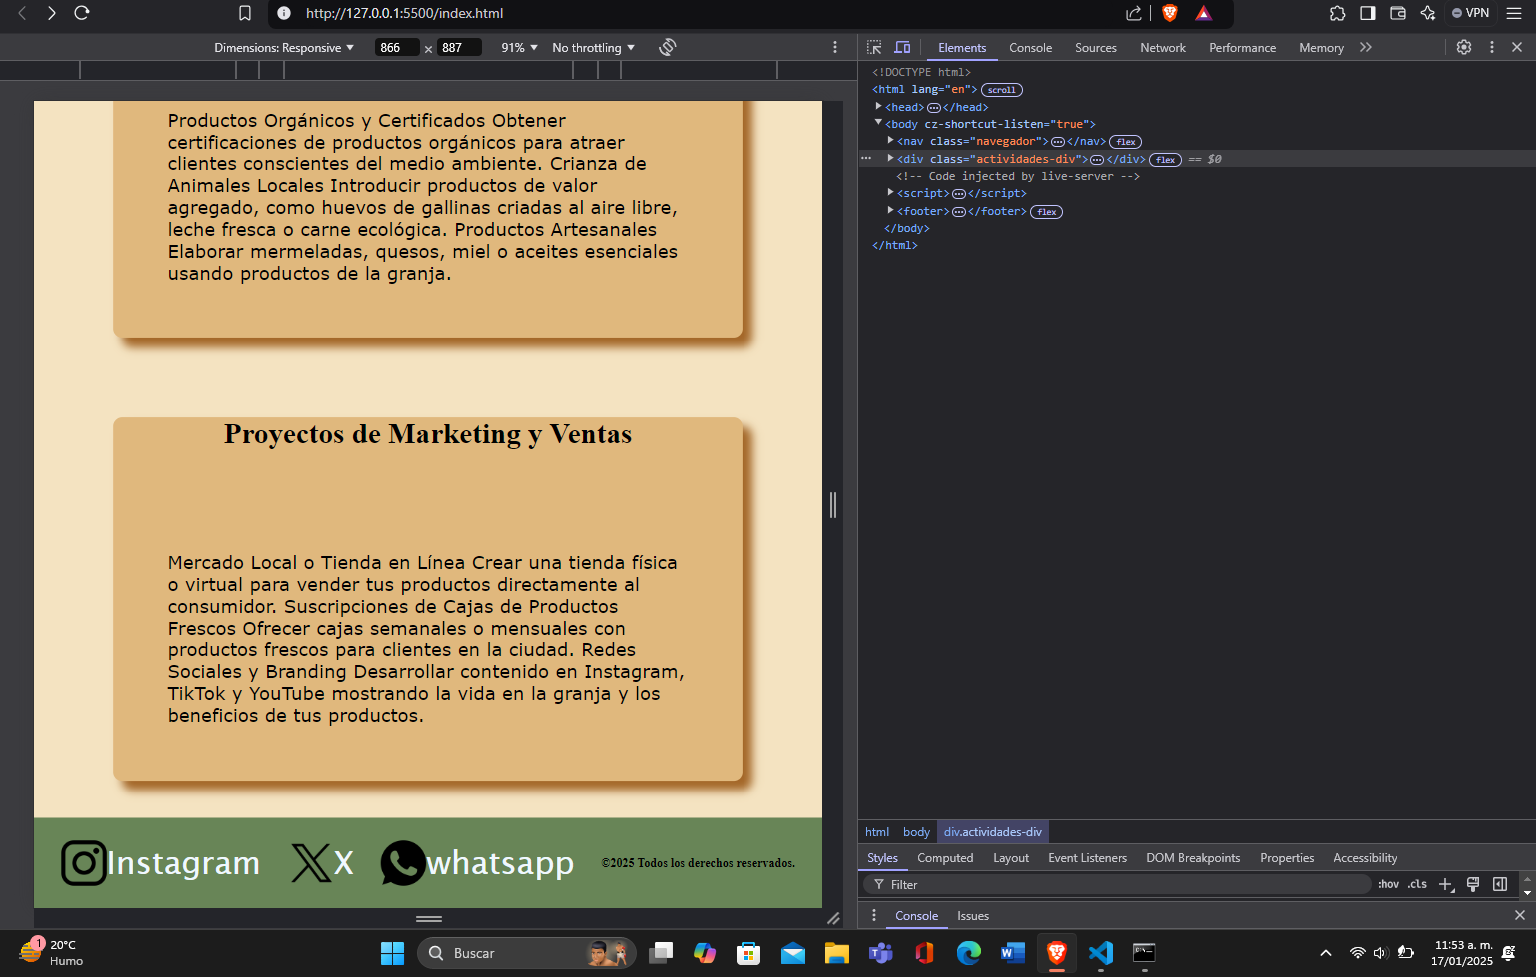 http://127.0.0.1:5500/index.html
VPN
Dimensions: Responsive 866 x 887 91% No throttling
Elements Console Sources Network Performance Memory
<!DOCTYPE html>
<html lang="en"> scroll
<head>…</head>
<body cz-shortcut-listen="true">
<nav class="navegador">…</nav> flex
<div class="actividades-div">…</div> flex == $0
<!-- Code injected by live-server -->
<script>…</script>
<footer>…</footer> flex
</body>
</html>
Productos Orgánicos y Certificados Obtener
certificaciones de productos orgánicos para atraer
clientes conscientes del medio ambiente. Crianza de
Animales Locales Introducir productos de valor
agregado, como huevos de gallinas criadas al aire libre,
leche fresca o carne ecológica. Productos Artesanales
Elaborar mermeladas, quesos, miel o aceites esenciales
usando productos de la granja.
Proyectos de Marketing y Ventas
Mercado Local o Tienda en Línea Crear una tienda física
o virtual para vender tus productos directamente al
consumidor. Suscripciones de Cajas de Productos
Frescos Ofrecer cajas semanales o mensuales con
productos frescos para clientes en la ciudad. Redes
Sociales y Branding Desarrollar contenido en Instagram,
TikTok y YouTube mostrando la vida en la granja y los
beneficios de tus productos.
Instagram X whatsapp ©2025 Todos los derechos reservados.
html body div.actividades-div
Styles Computed Layout Event Listeners DOM Breakpoints Properties Accessibility
Filter :hov .cls
Console Issues
1
20°C
Humo
Buscar
11:53 a. m.
17/01/2025